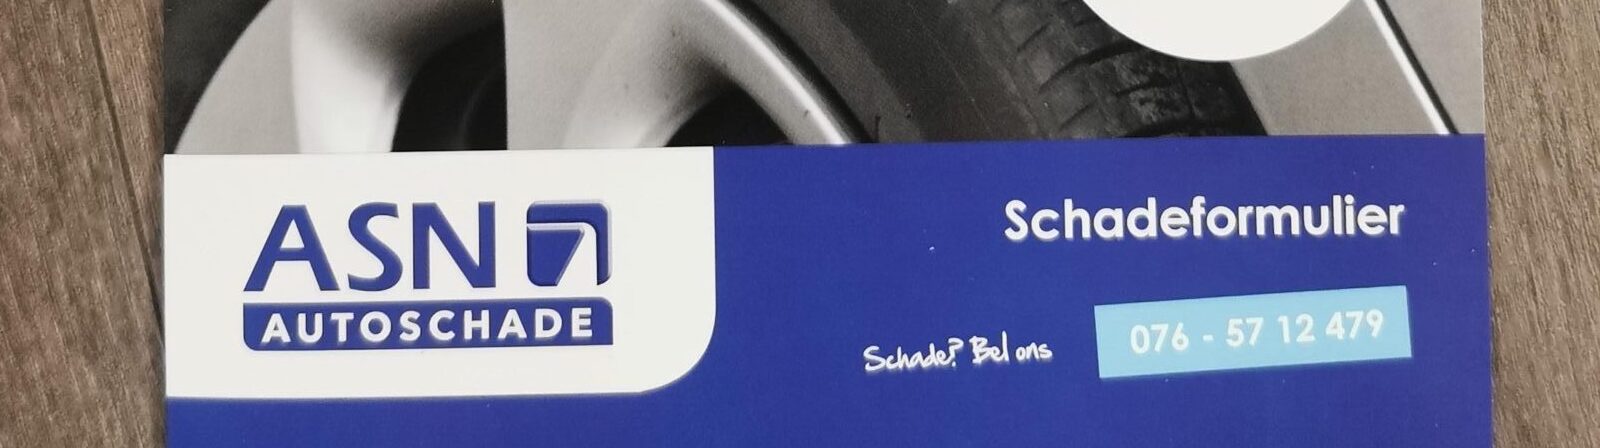 ASN
AUTOSCHADE
Schadeformulier
Schade? Bel ons
076 - 57 12 479